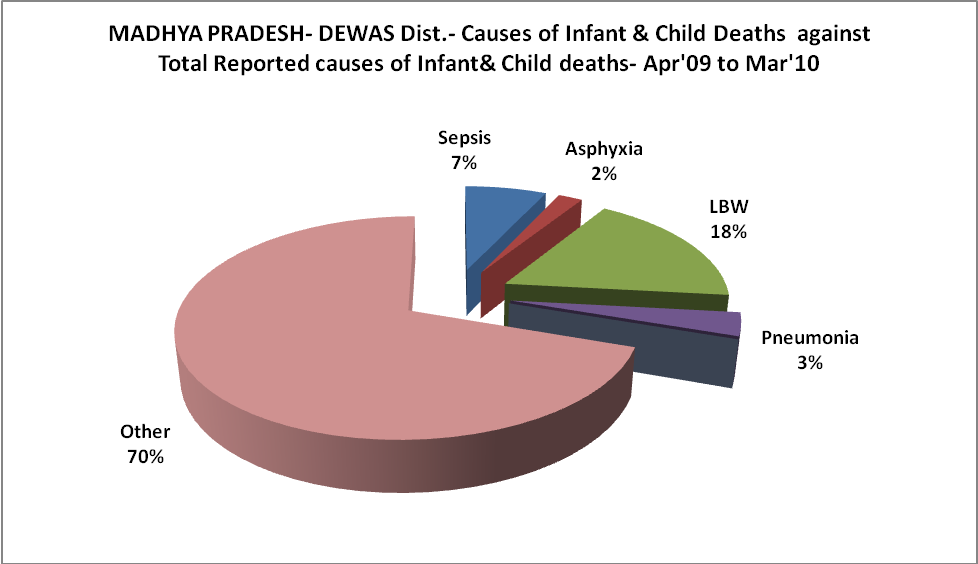 MADHYA PRADESH- DEWAS Dist.- Causes of Infant & Child Deaths against
Total Reported causes of Infant& Child deaths- Apr'09 to Mar'10
Sepsis
7%
Asphyxia
2%
LBW
18%
Pneumonia
3%
Other
70%